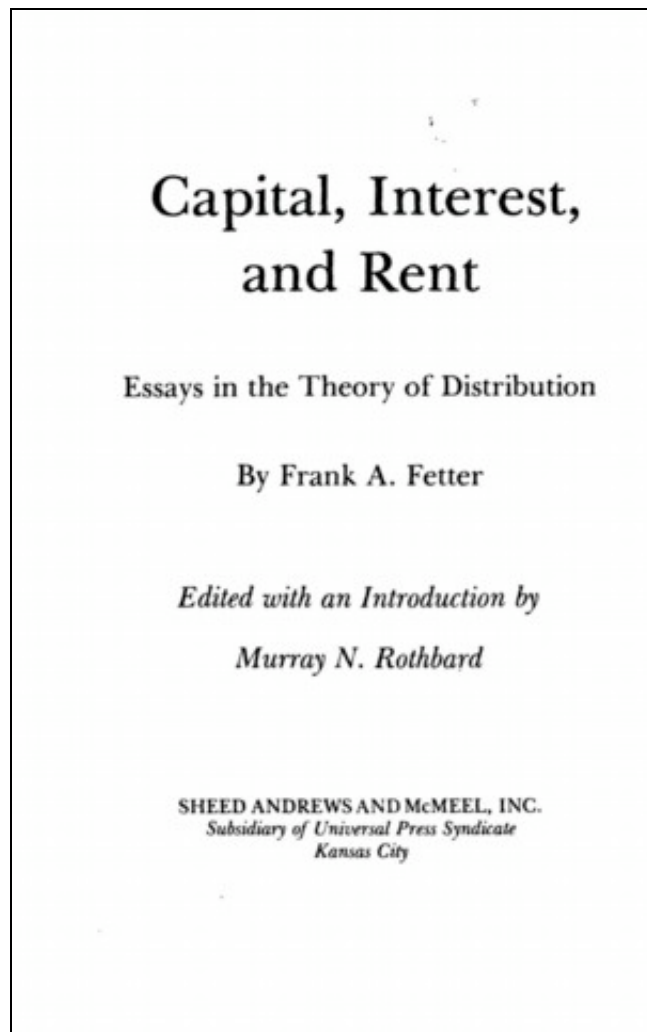 Capital, Interest,
and Rent
Essays in the Theory of Distribution
By Frank A. Fetter
Edited with an Introduction by
Murray N. Rothbard
SHEED ANDREWS AND McMEEL, INC.
Subsidiary of Universal Press Syndicate
Kansas City